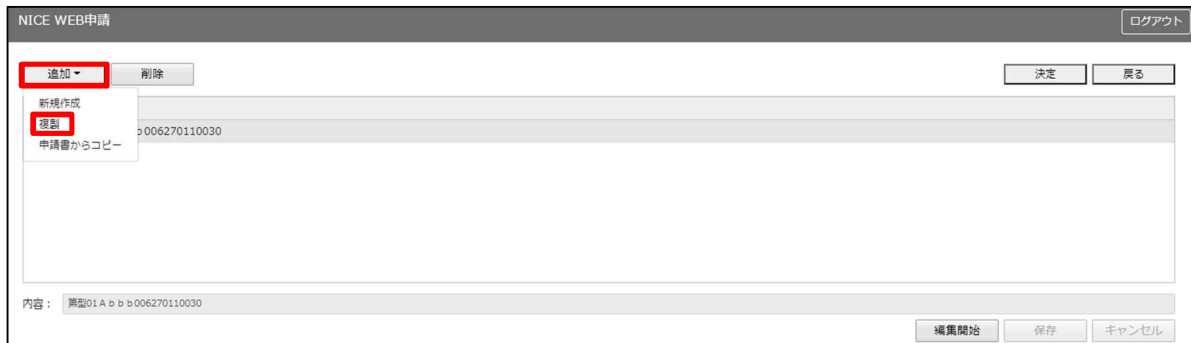 NICE WEB申請
ログアウト
追加 削除 決定 戻る
新規作成
複製
ｂ006270110030
申請書からコピー
内容： 第型01Ａｂｂｂ006270110030
編集開始 保存 キャンセル